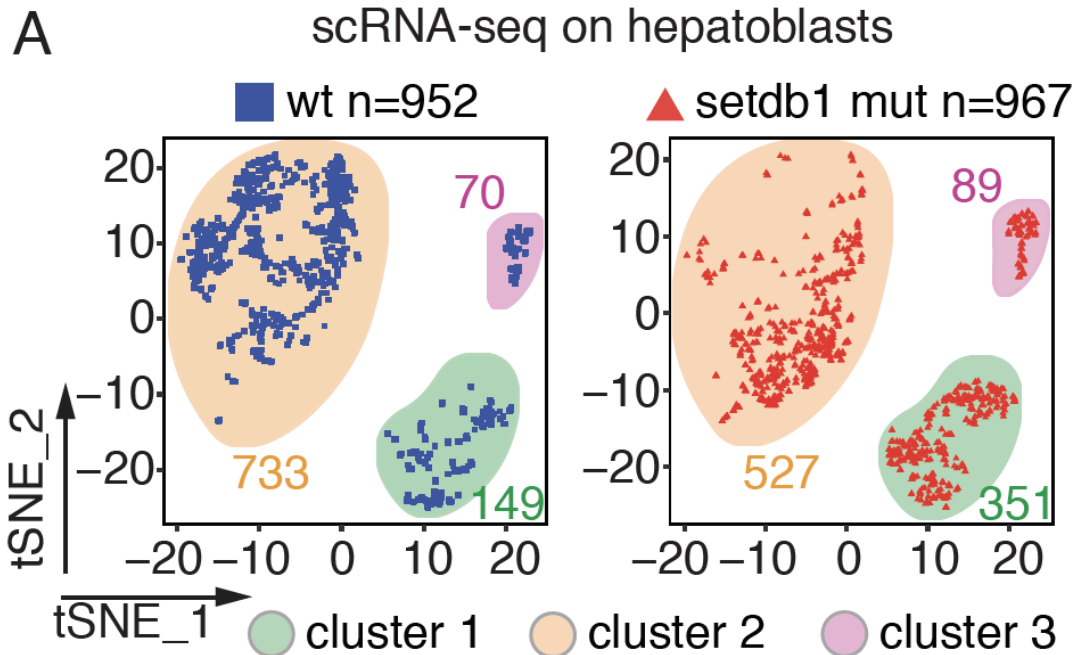 A
scRNA-seq on hepatoblasts
wt n=952
setdb1 mut n=967
20
10
0
−10
−20
70
733
149
−20 −10 0 10 20
20
10
0
−10
−20
89
527
351
−20 −10 0 10 20
tSNE_2
tSNE_1
cluster 1
cluster 2
cluster 3